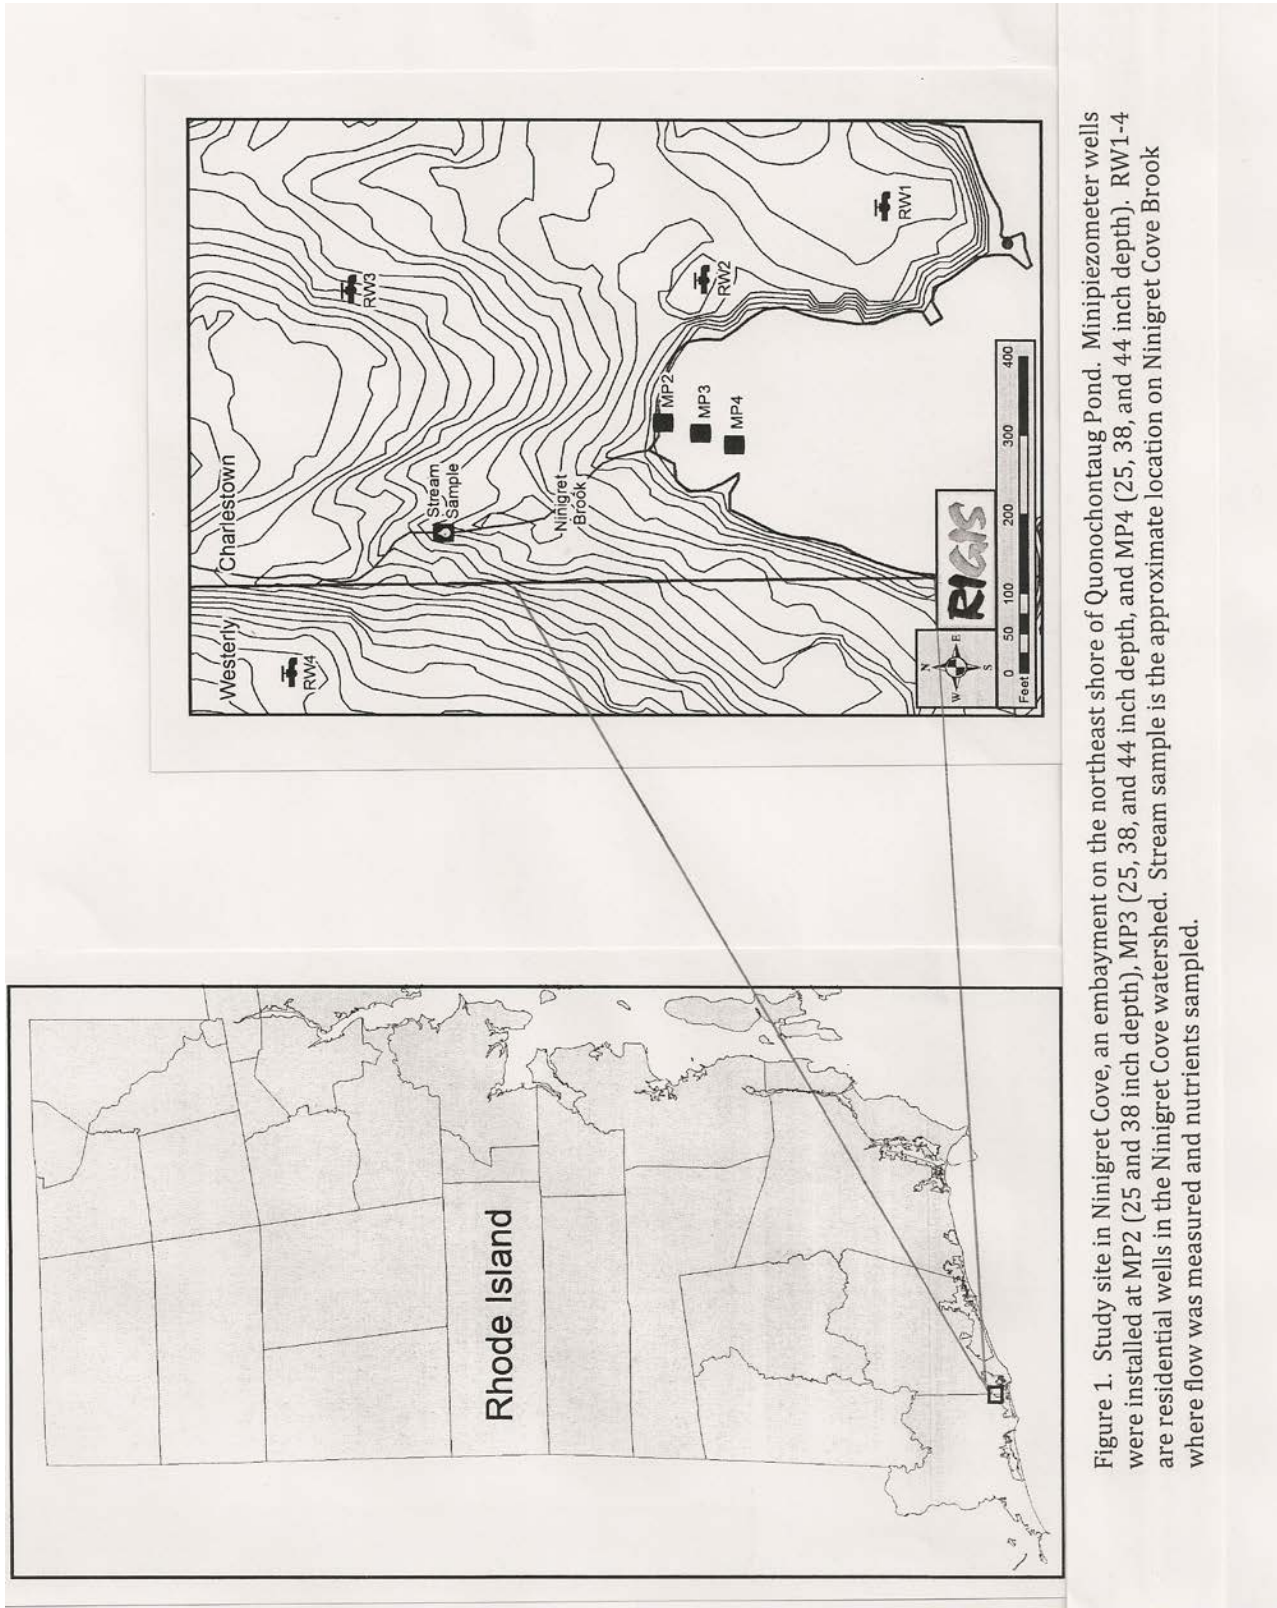 Rhode Island
Westerly
Charlestown
RW4
RW3
Stream
Sample
Ninigret
Brook
MP2
MP3
MP4
RW2
RW1
N
W
E
S
RIGIS
0 50 100 200 300 400
Feet
Figure 1. Study site in Ninigret Cove, an embayment on the northeast shore of Quonochontaug Pond. Minipiezometer wells
were installed at MP2 (25 and 38 inch depth), MP3 (25, 38, and 44 inch depth, and MP4 (25, 38, and 44 inch depth). RW1-4
are residential wells in the Ninigret Cove watershed. Stream sample is the approximate location on Ninigret Cove Brook
where flow was measured and nutrients sampled.